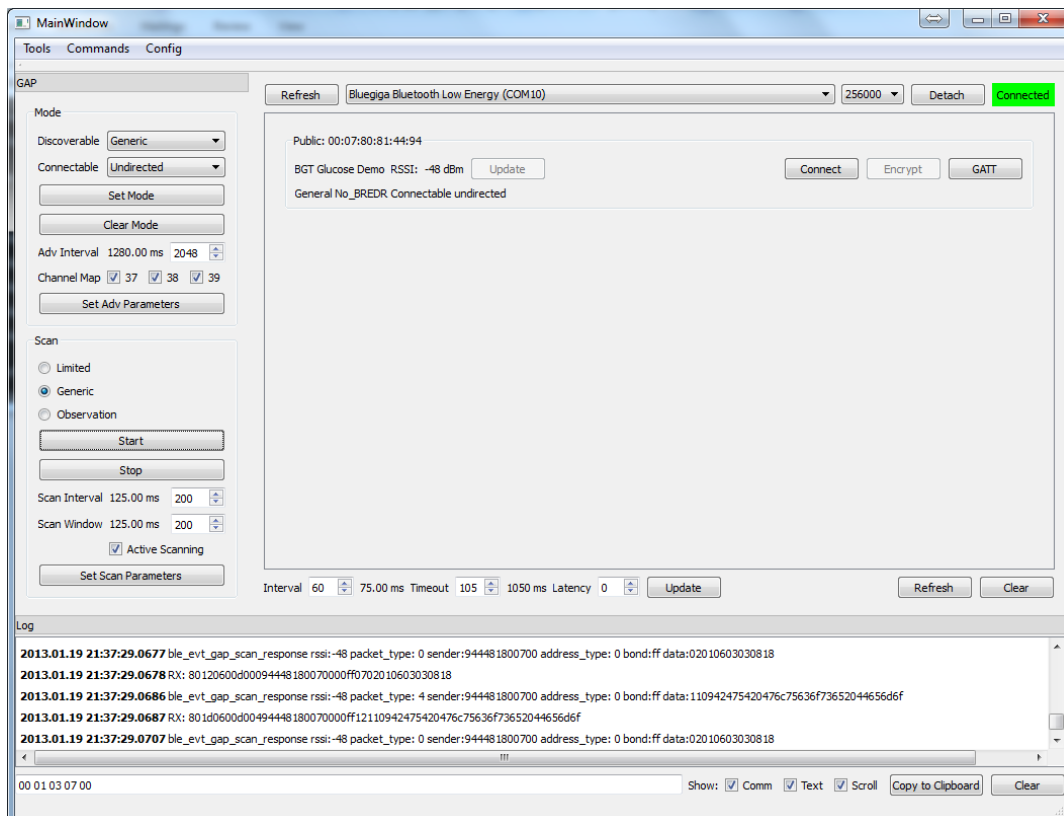 MainWindow
Tools Commands Config
GAP
Refresh Bluegiga Bluetooth Low Energy (COM10) 256000 Detach Connected
Mode
Discoverable Generic
Connectable Undirected
Set Mode
Clear Mode
Adv Interval 1280.00 ms 2048
Channel Map 37 38 39
Set Adv Parameters
Scan
Limited
Generic
Observation
Start
Stop
Scan Interval 125.00 ms 200
Scan Window 125.00 ms 200
Active Scanning
Set Scan Parameters
Public: 00:07:80:81:44:94
BGT Glucose Demo RSSI: -48 dBm Update Connect Encrypt GATT
General No_BREDR Connectable undirected
Interval 60 75.00 ms Timeout 105 1050 ms Latency 0 Update Refresh Clear
Log
2013.01.19 21:37:29.0677 ble_evt_gap_scan_response rssi:-48 packet_type: 0 sender:944481800700 address_type: 0 bond:ff data:02010603030818
2013.01.19 21:37:29.0678 RX: 80120600d00094448180070000ff0702010603030818
2013.01.19 21:37:29.0686 ble_evt_gap_scan_response rssi:-48 packet_type: 4 sender:944481800700 address_type: 0 bond:ff data:110942475420476c75636f73652044656d6f
2013.01.19 21:37:29.0687 RX: 801d0600d00494448180070000ff12110942475420476c75636f73652044656d6f
2013.01.19 21:37:29.0707 ble_evt_gap_scan_response rssi:-48 packet_type: 0 sender:944481800700 address_type: 0 bond:ff data:02010603030818
00 01 03 07 00 Show: Comm Text Scroll Copy to Clipboard Clear